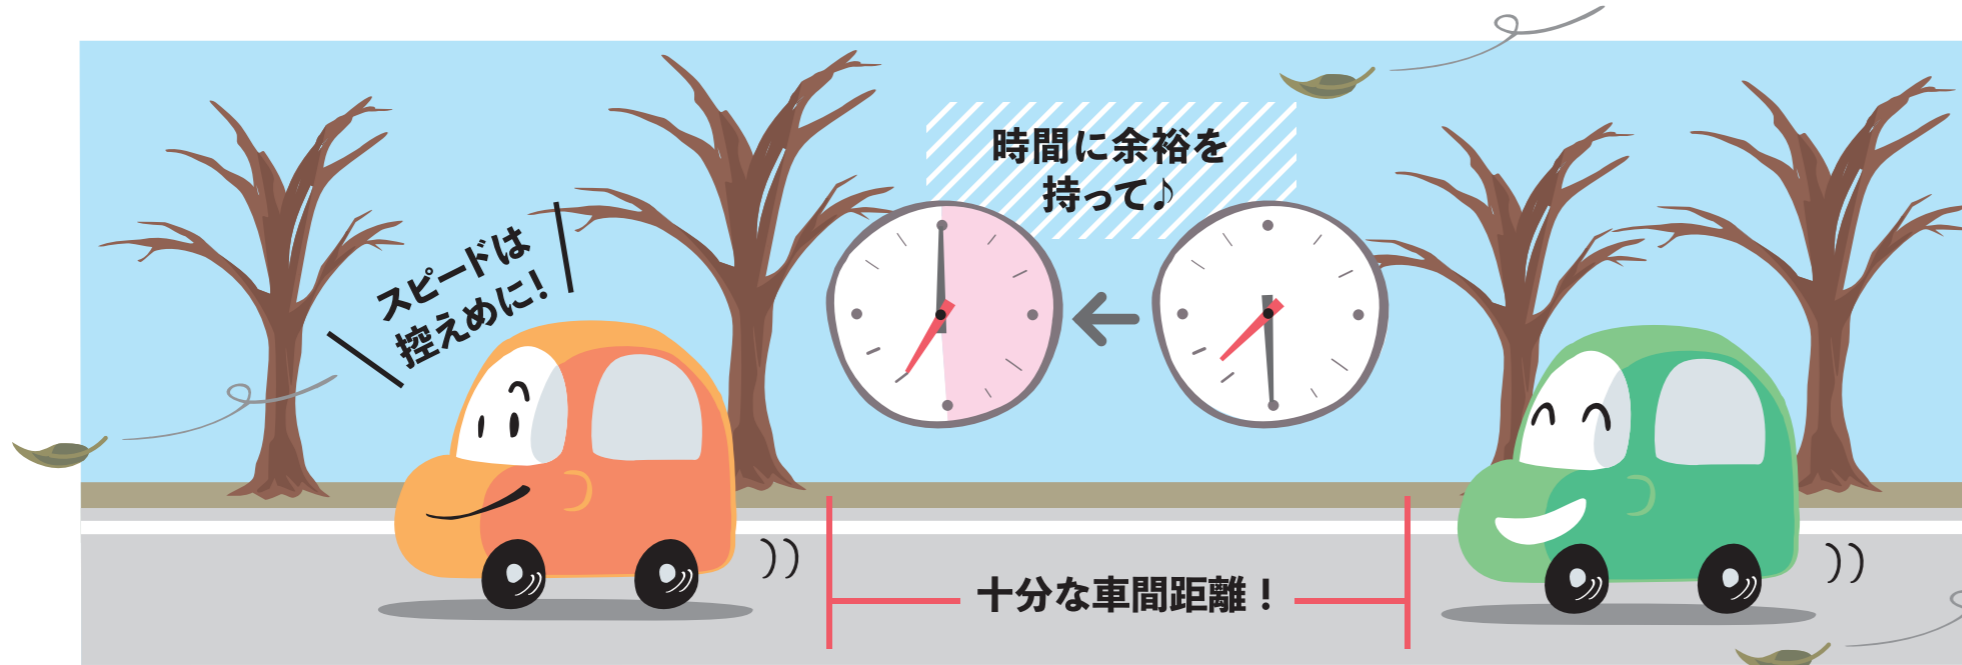 時間に余裕を
持って♪
スピードは
控えめに!
十分な車間距離!